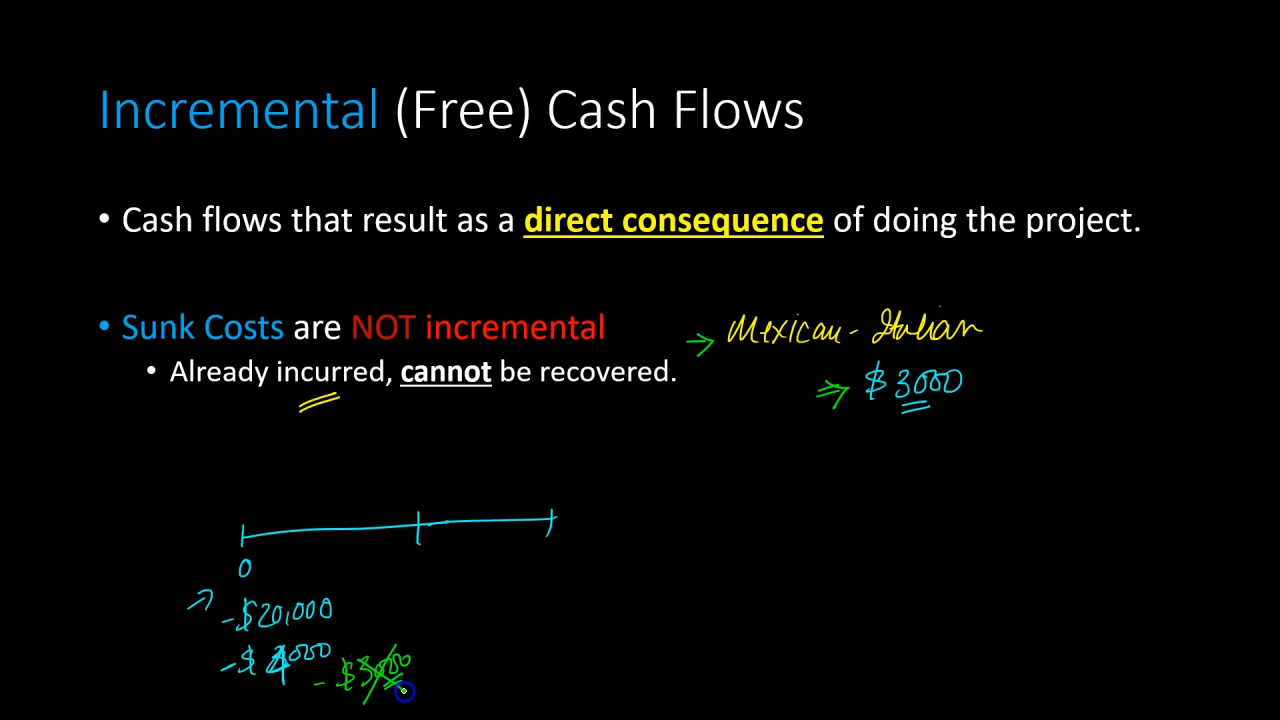 Incremental (Free) Cash Flows
• Cash flows that result as a direct consequence of doing the project.
• Sunk Costs are NOT incremental
• Already incurred, cannot be recovered.
→ Mexican - Italian
⇒ $3000
0
→ -$20,000
-$4000
-$3000